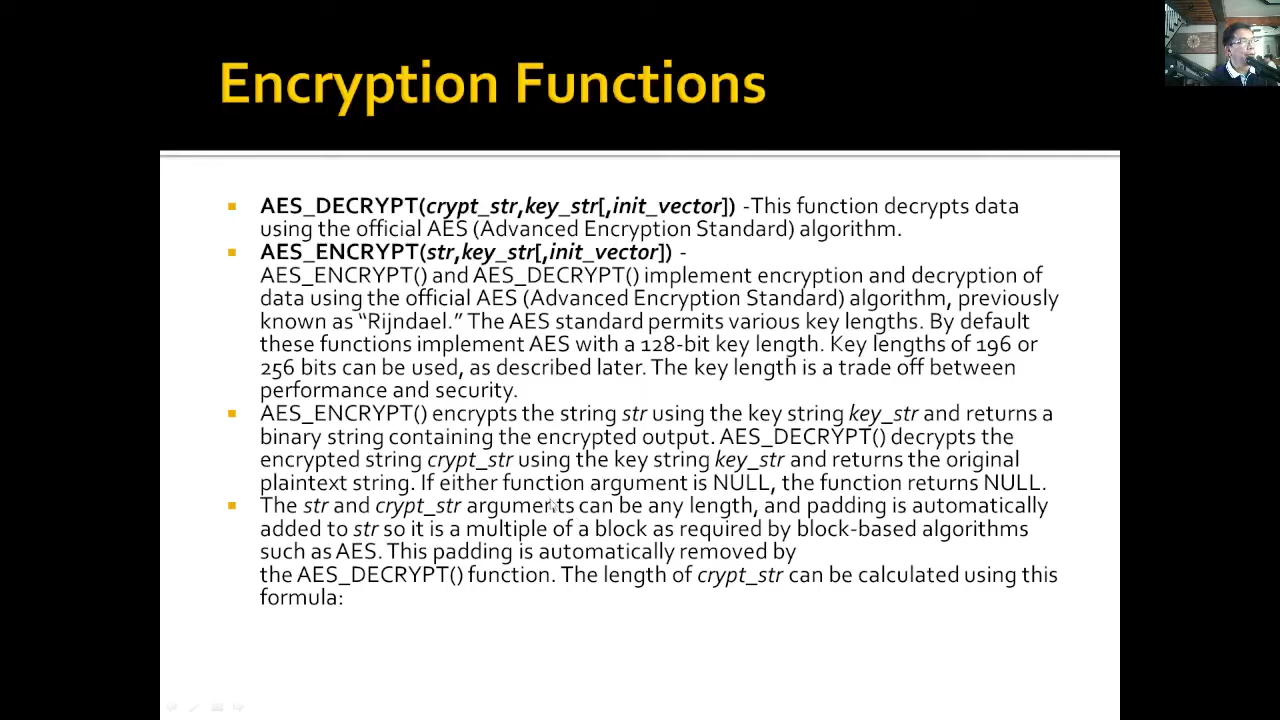 Encryption Functions
AES_DECRYPT(crypt_str,key_str[,init_vector]) -This function decrypts data
using the official AES (Advanced Encryption Standard) algorithm.
AES_ENCRYPT(str,key_str[,init_vector]) -
AES_ENCRYPT() and AES_DECRYPT() implement encryption and decryption of
data using the official AES (Advanced Encryption Standard) algorithm, previously
known as “Rijndael.” The AES standard permits various key lengths. By default
these functions implement AES with a 128-bit key length. Key lengths of 196 or
256 bits can be used, as described later. The key length is a trade off between
performance and security.
AES_ENCRYPT() encrypts the string str using the key string key_str and returns a
binary string containing the encrypted output. AES_DECRYPT() decrypts the
encrypted string crypt_str using the key string key_str and returns the original
plaintext string. If either function argument is NULL, the function returns NULL.
The str and crypt_str arguments can be any length, and padding is automatically
added to str so it is a multiple of a block as required by block-based algorithms
such as AES. This padding is automatically removed by
the AES_DECRYPT() function. The length of crypt_str can be calculated using this
formula: